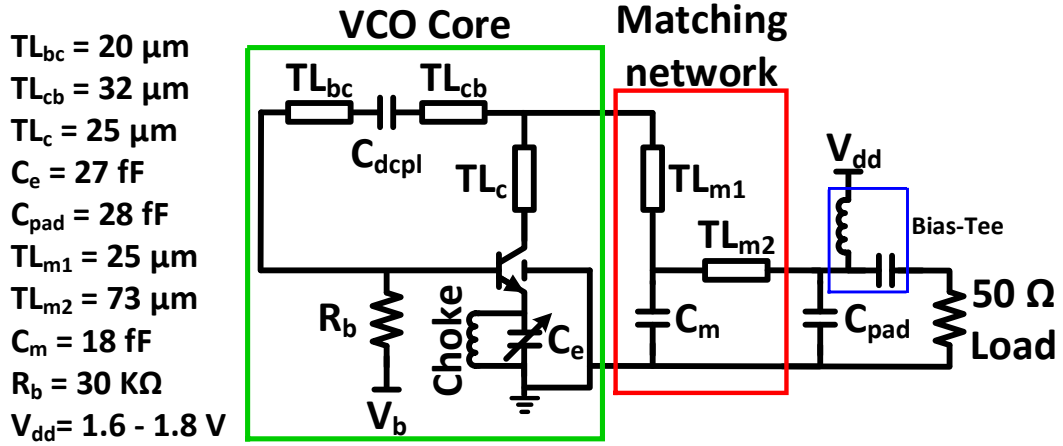 TLbc = 20 μm
TLcb = 32 μm
TLc = 25 μm
Ce = 27 fF
Cpad = 28 fF
TLm1 = 25 μm
TLm2 = 73 μm
Cm = 18 fF
Rb = 30 KΩ
Vdd= 1.6 - 1.8 V
VCO Core
TLbc
TLcb
Cdcpl
TLc
Rb
Vb
Choke
Ce
Matching
network
TLm1
TLm2
Cm
Vdd
Bias-Tee
Cpad
50 Ω
Load